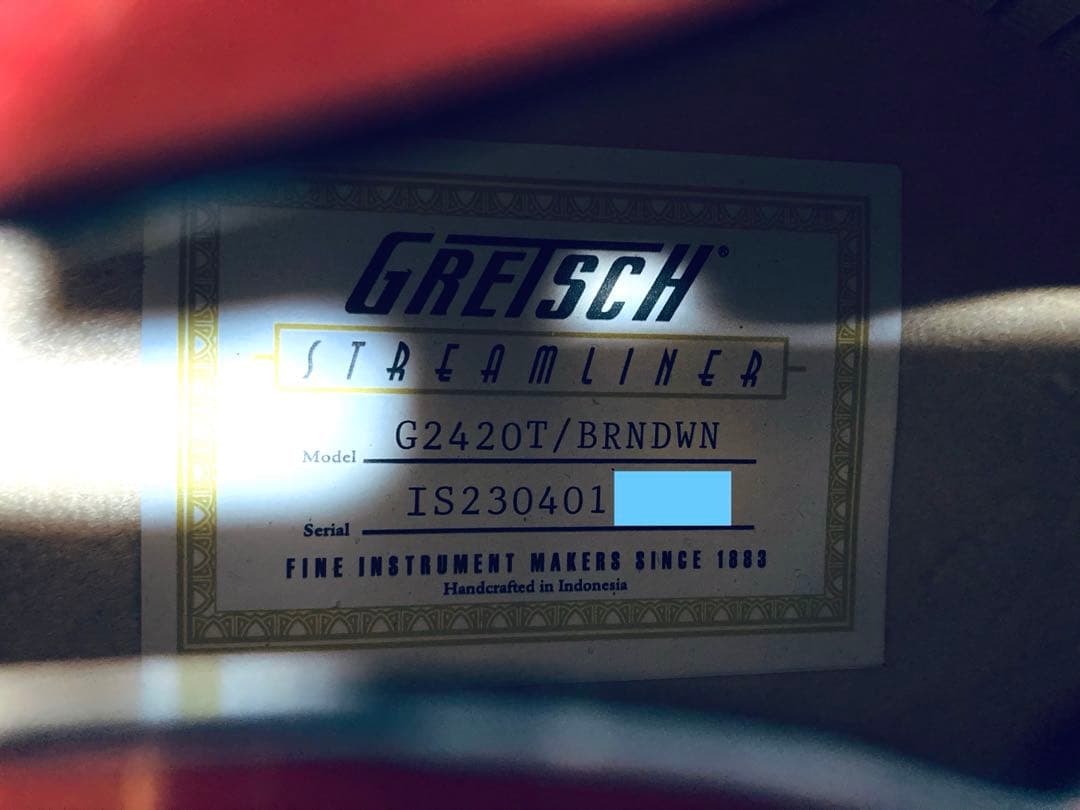 GRETSCH®
STREAMLINER
Model G2420T/BRNDWN
Serial IS230401
FINE INSTRUMENT MAKERS SINCE 1883
Handcrafted in Indonesia